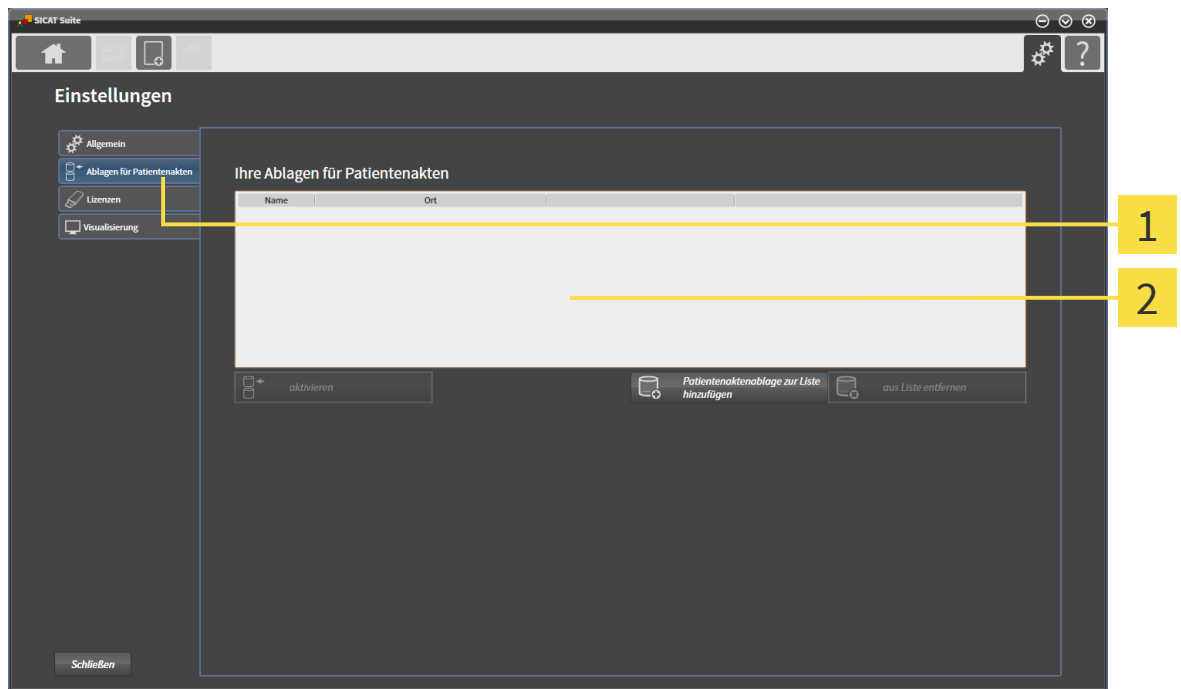 SICAT Suite
?
Einstellungen
Allgemein
Ablagen für Patientenakten
Lizenzen
Visualisierung
Ihre Ablagen für Patientenakten
Name Ort
1
2
aktivieren
Patientenaktenablage zur Liste
hinzufügen
aus Liste entfernen
Schließen